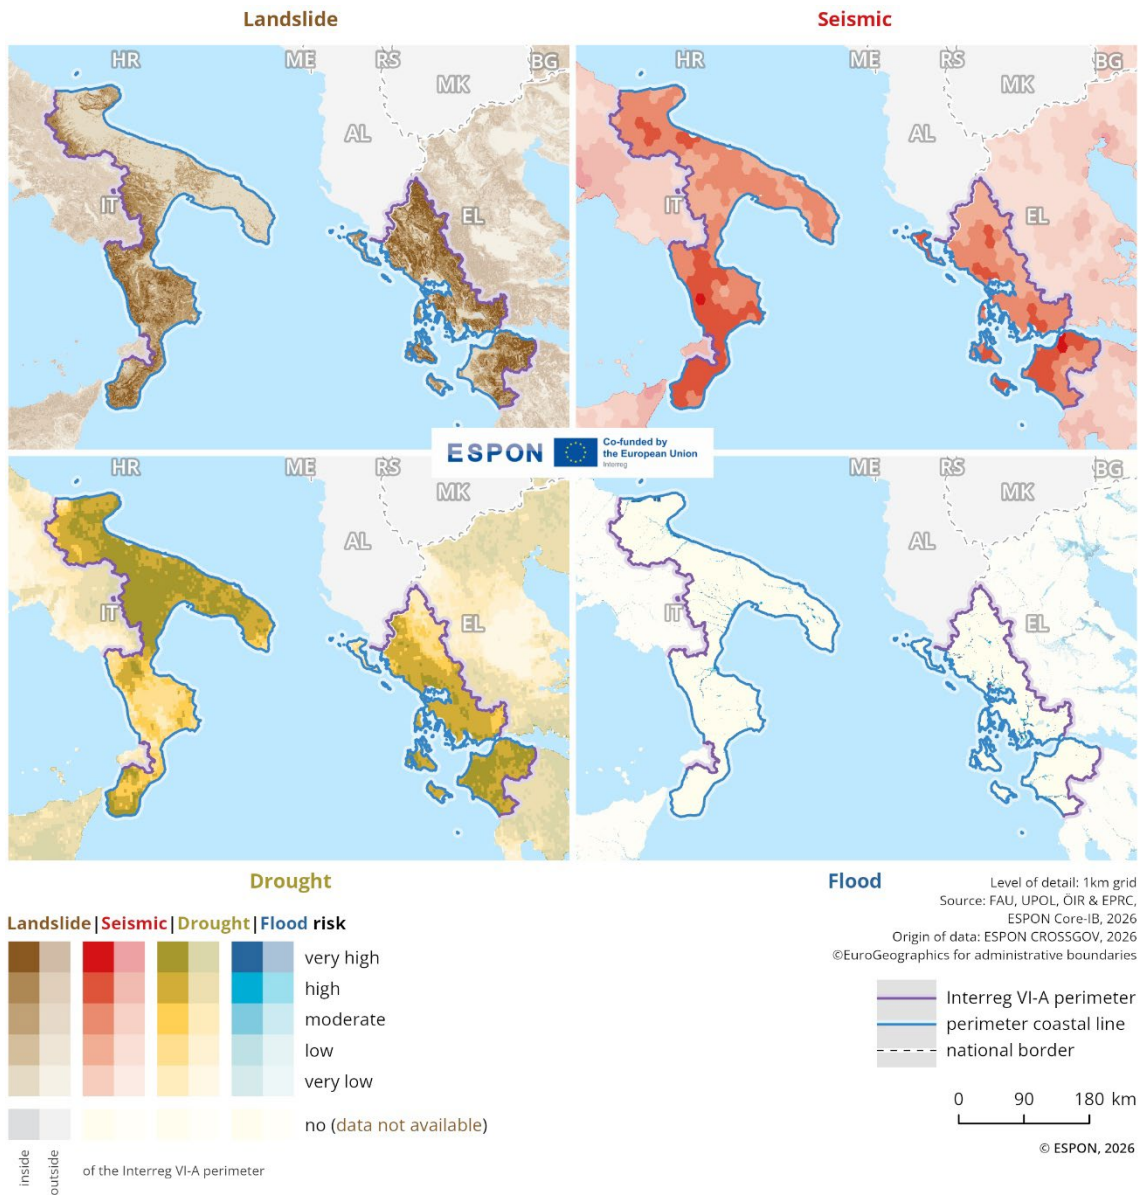 Landslide
Seismic
HR
ME
RS
BG
MK
AL
IT
EL
HR
ME
RS
BG
MK
AL
IT
EL
ESPON
Co-funded by
the European Union
Interreg
HR
ME
RS
MK
AL
IT
EL
ME
RS
BG
MK
AL
IT
EL
Drought
Flood
Level of detail: 1km grid
Source: FAU, UPOL, ÖIR & EPRC,
ESPON Core-IB, 2026
Origin of data: ESPON CROSSGOV, 2026
©EuroGeographics for administrative boundaries
Landslide|Seismic|Drought|Flood risk
very high
high
moderate
low
very low
no (data not available)
inside
outside
of the Interreg VI-A perimeter
Interreg VI-A perimeter
perimeter coastal line
national border
0 90 180 km
© ESPON, 2026